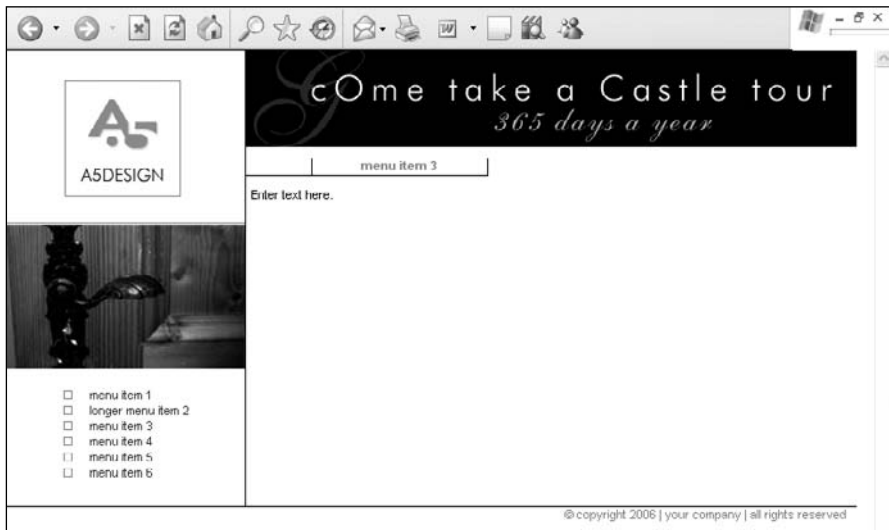 A5
A5DESIGN
cOme take a Castle tour
365 days a year
menu item 3
Enter text here.
menu item 1
longer menu item 2
menu item 3
menu item 4
menu item 5
menu item 6
© copyright 2006 | your company | all rights reserved